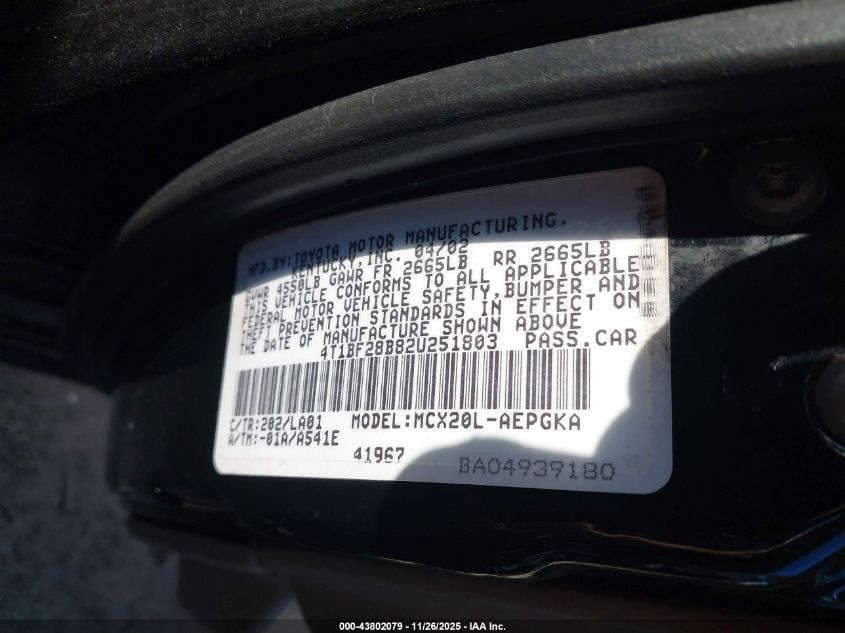 MFD.BY:TOYOTA MOTOR MANUFACTURING,
KENTUCKY,INC. 04/02
GVWR 4550LB GAWR FR 2665LB RR 2665LB
THIS VEHICLE CONFORMS TO ALL APPLICABLE
FEDERAL MOTOR VEHICLE SAFETY,BUMPER AND
THEFT PREVENTION STANDARDS IN EFFECT ON
THE DATE OF MANUFACTURE SHOWN ABOVE
4T1BF28B82U251803 PASS.CAR
C/TR:202/LA01 MODEL:MCX20L-AEPGKA
A/TM:-01A/A541E
41967 BA04939180
000-43802079 - 11/26/2025 - IAA Inc.